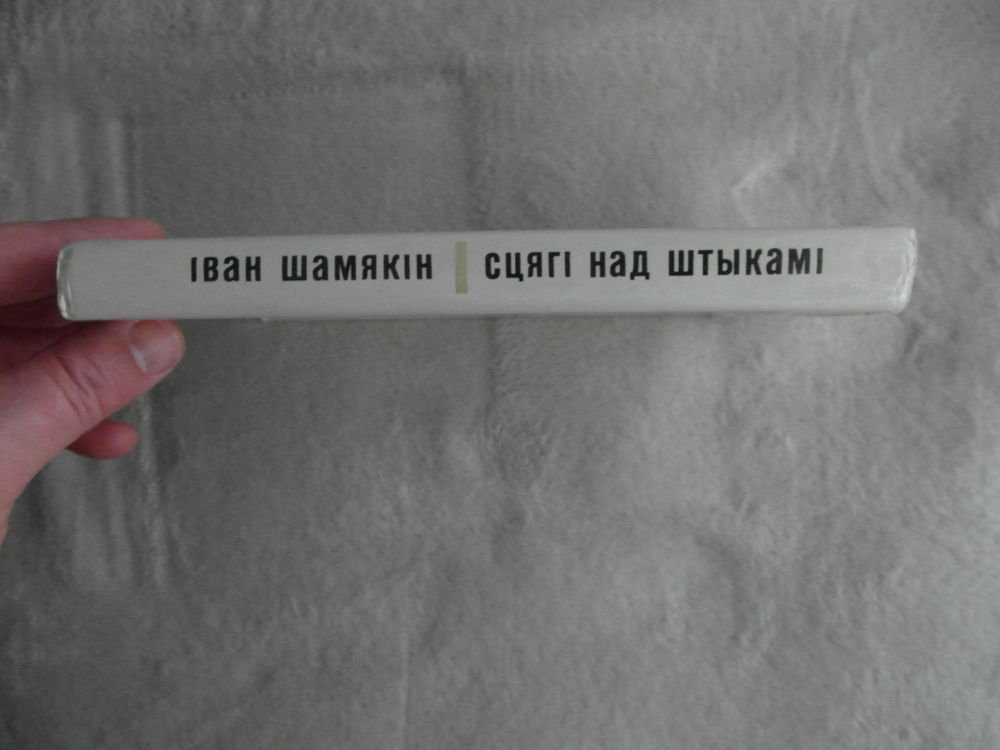 Іван Шамякін | Сцягі над штыкамі